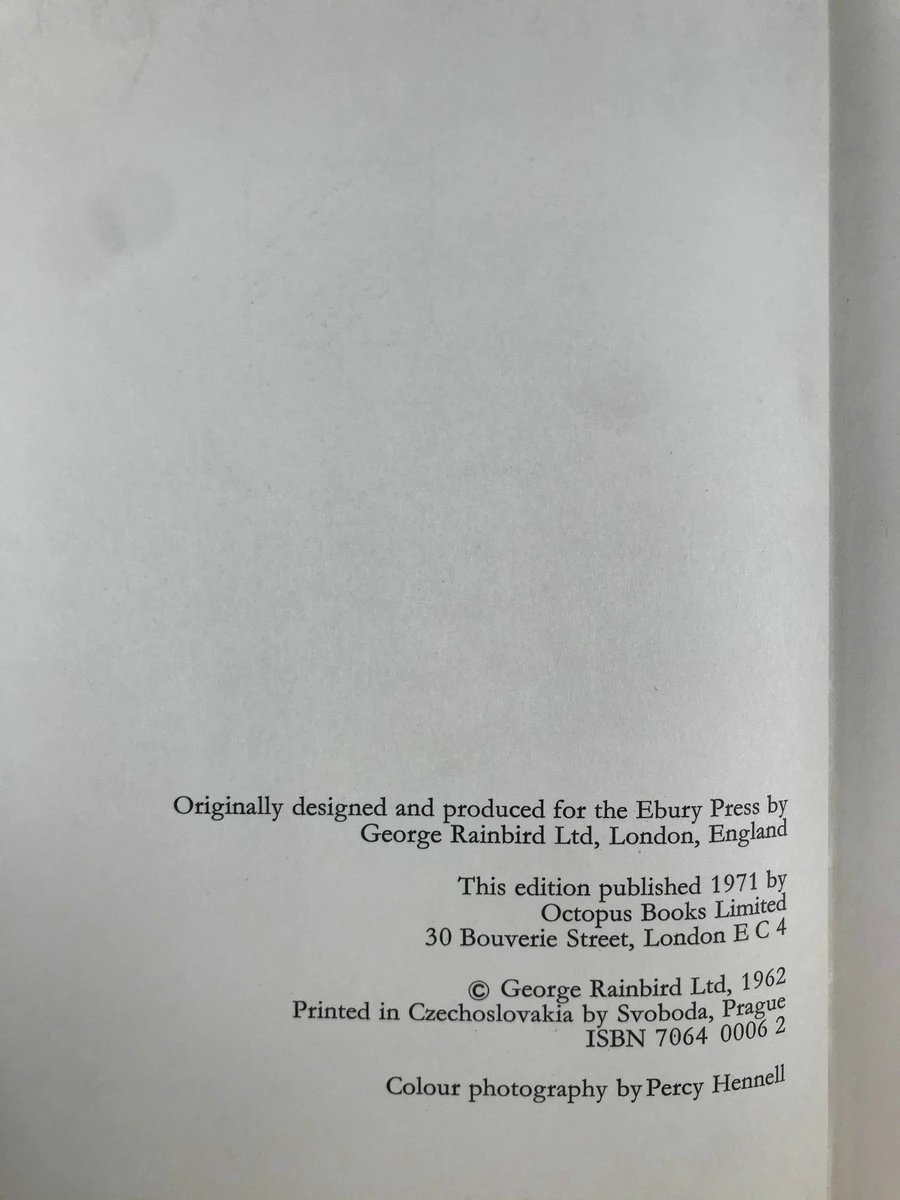 Originally designed and produced for the Ebury Press by
George Rainbird Ltd, London, England
This edition published 1971 by
Octopus Books Limited
30 Bouverie Street, London E C 4
© George Rainbird Ltd, 1962
Printed in Czechoslovakia by Svoboda, Prague
ISBN 7064 0006 2
Colour photography by Percy Hennell